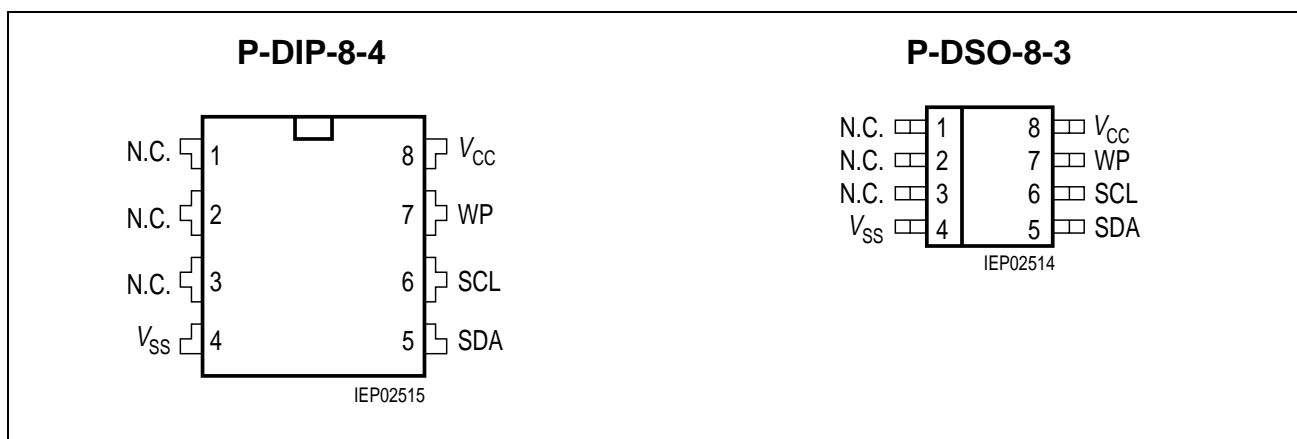 P-DIP-8-4
N.C. 1 8 VCC
N.C. 2 7 WP
N.C. 3 6 SCL
VSS 4 5 SDA
IEP02515
P-DSO-8-3
N.C. 1 8 VCC
N.C. 2 7 WP
N.C. 3 6 SCL
VSS 4 5 SDA
IEP02514